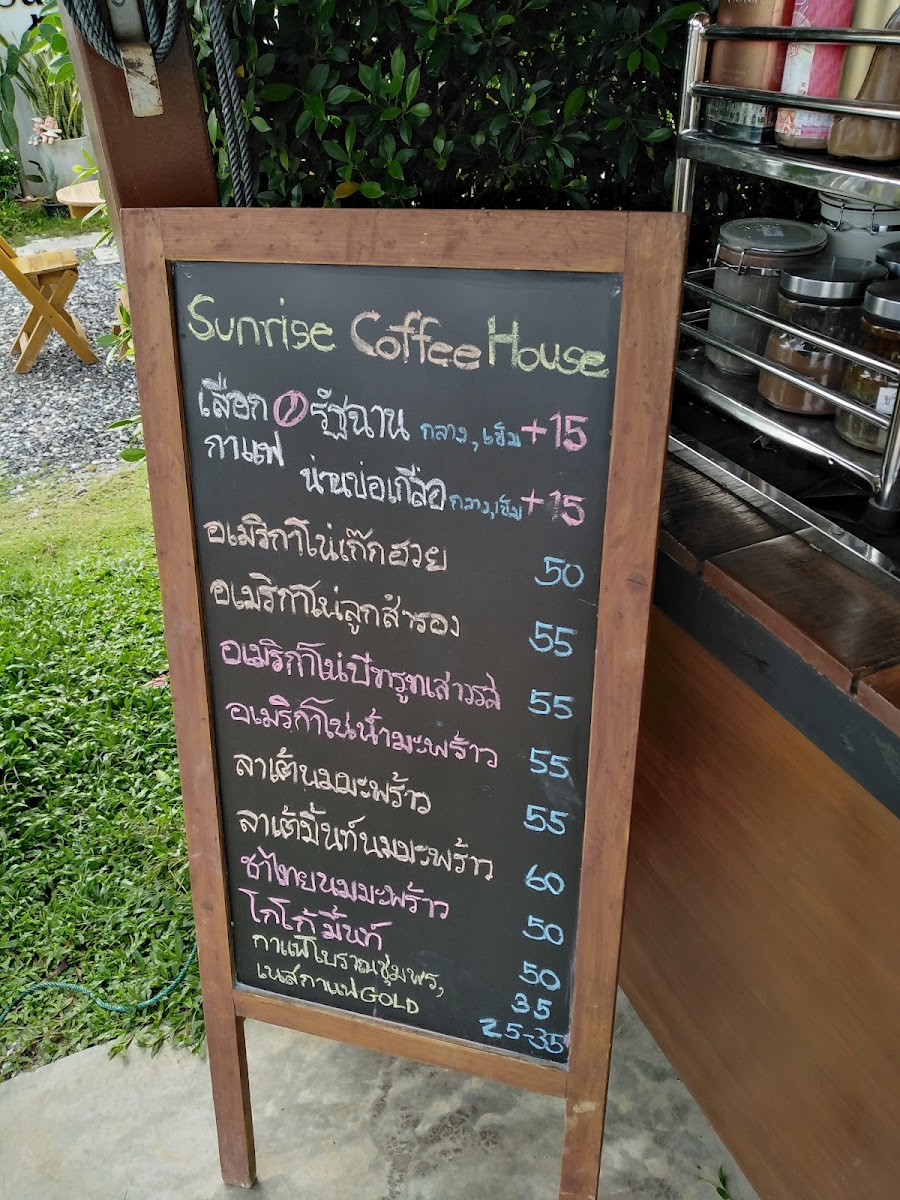 Sunrise Coffee House
เลือก รัฐฉาน กลาง,เข้ม +15
กาแฟ น่านบ่อเกลือ กลาง,เข้ม +15
อเมริกาโน่เก๊กฮวย 50
อเมริกาโน่ลูกสำรอง 55
อเมริกาโน่บีทรูทเสาวรส 55
อเมริกาโน่น้ำมะพร้าว 55
ลาเต้นมมะพร้าว 55
ลาเต้มิ้นท์นมมะพร้าว 60
ชาไทยนมมะพร้าว 50
โกโก้มิ้นท์ 50
กาแฟโบราณชุมพร, 35
เนสกาแฟ GOLD 25-35